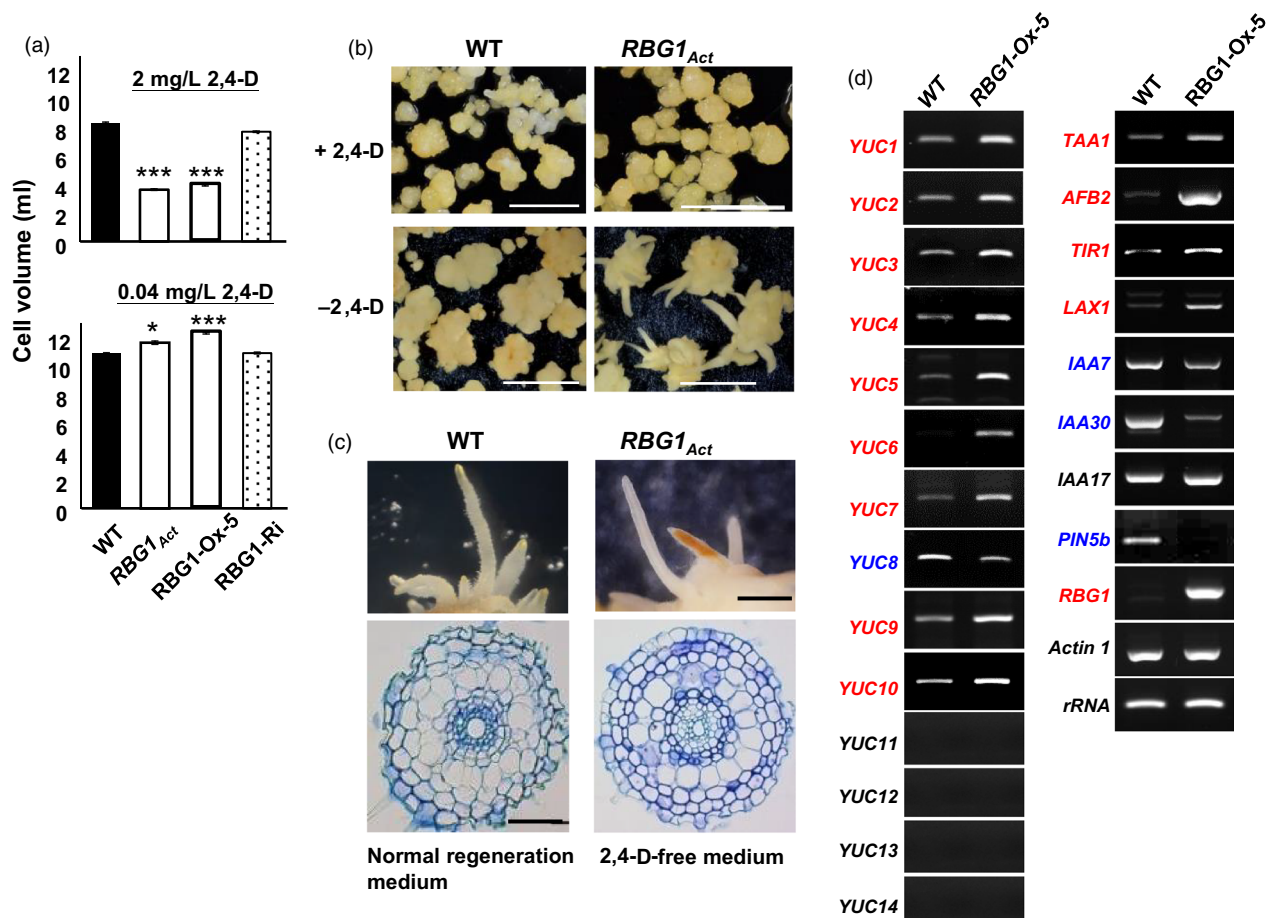 (a)
2 mg/L 2,4-D
12
10
8
6
4
2
0
*** ***
0.04 mg/L 2,4-D
12
10
8
6
4
2
0
* ***
Cell volume (ml)
WT
RBG1Act
RBG1-Ox-5
RBG1-Ri
(b)
WT RBG1Act
+ 2,4-D
–2,4-D
(c)
WT RBG1Act
Normal regeneration
medium
2,4-D-free medium
(d)
WT RBG1-Ox-5
YUC1
YUC2
YUC3
YUC4
YUC5
YUC6
YUC7
YUC8
YUC9
YUC10
YUC11
YUC12
YUC13
YUC14
WT RBG1-Ox-5
TAA1
AFB2
TIR1
LAX1
IAA7
IAA30
IAA17
PIN5b
RBG1
Actin 1
rRNA